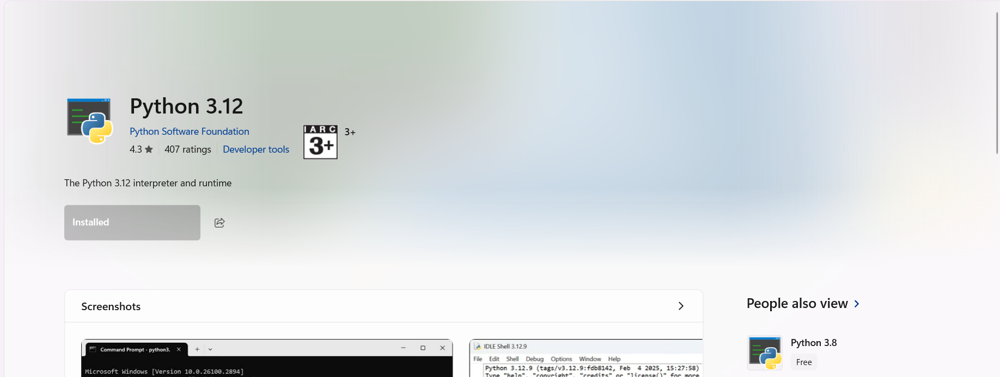 Python 3.12
Python Software Foundation
4.3 ★ 407 ratings Developer tools
IARC
3+
3+
The Python 3.12 interpreter and runtime
Installed
Screenshots
Command Prompt - python3.
Microsoft Windows [Version 10.0.26100.2894]
IDLE Shell 3.12.9
File Edit Shell Debug Options Window Help
Python 3.12.9 (tags/v3.12.9:fdb8142, Feb 4 2025, 15:27:58)
Type "help", "copyright", "credits" or "license()" for more
People also view
Python 3.8
Free